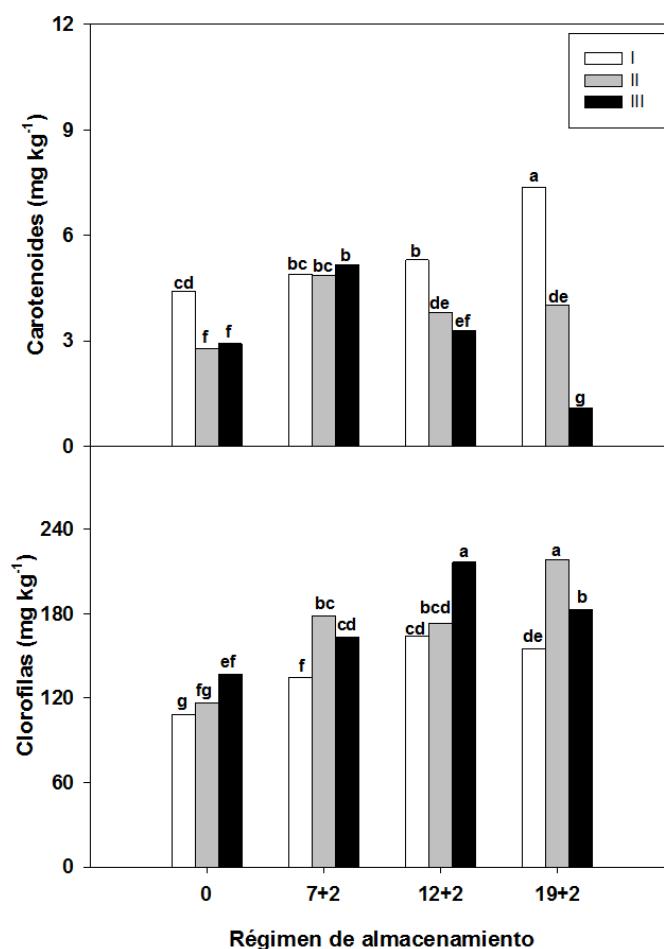 12
9
6
3
0
Carotenoides (mg kg⁻¹)
I
II
III
cd
f
f
bc
bc
b
b
de
ef
a
de
g
240
180
120
60
0
Clorofilas (mg kg⁻¹)
g
fg
ef
f
bc
cd
cd
bcd
a
de
a
b
0
7+2
12+2
19+2
Régimen de almacenamiento